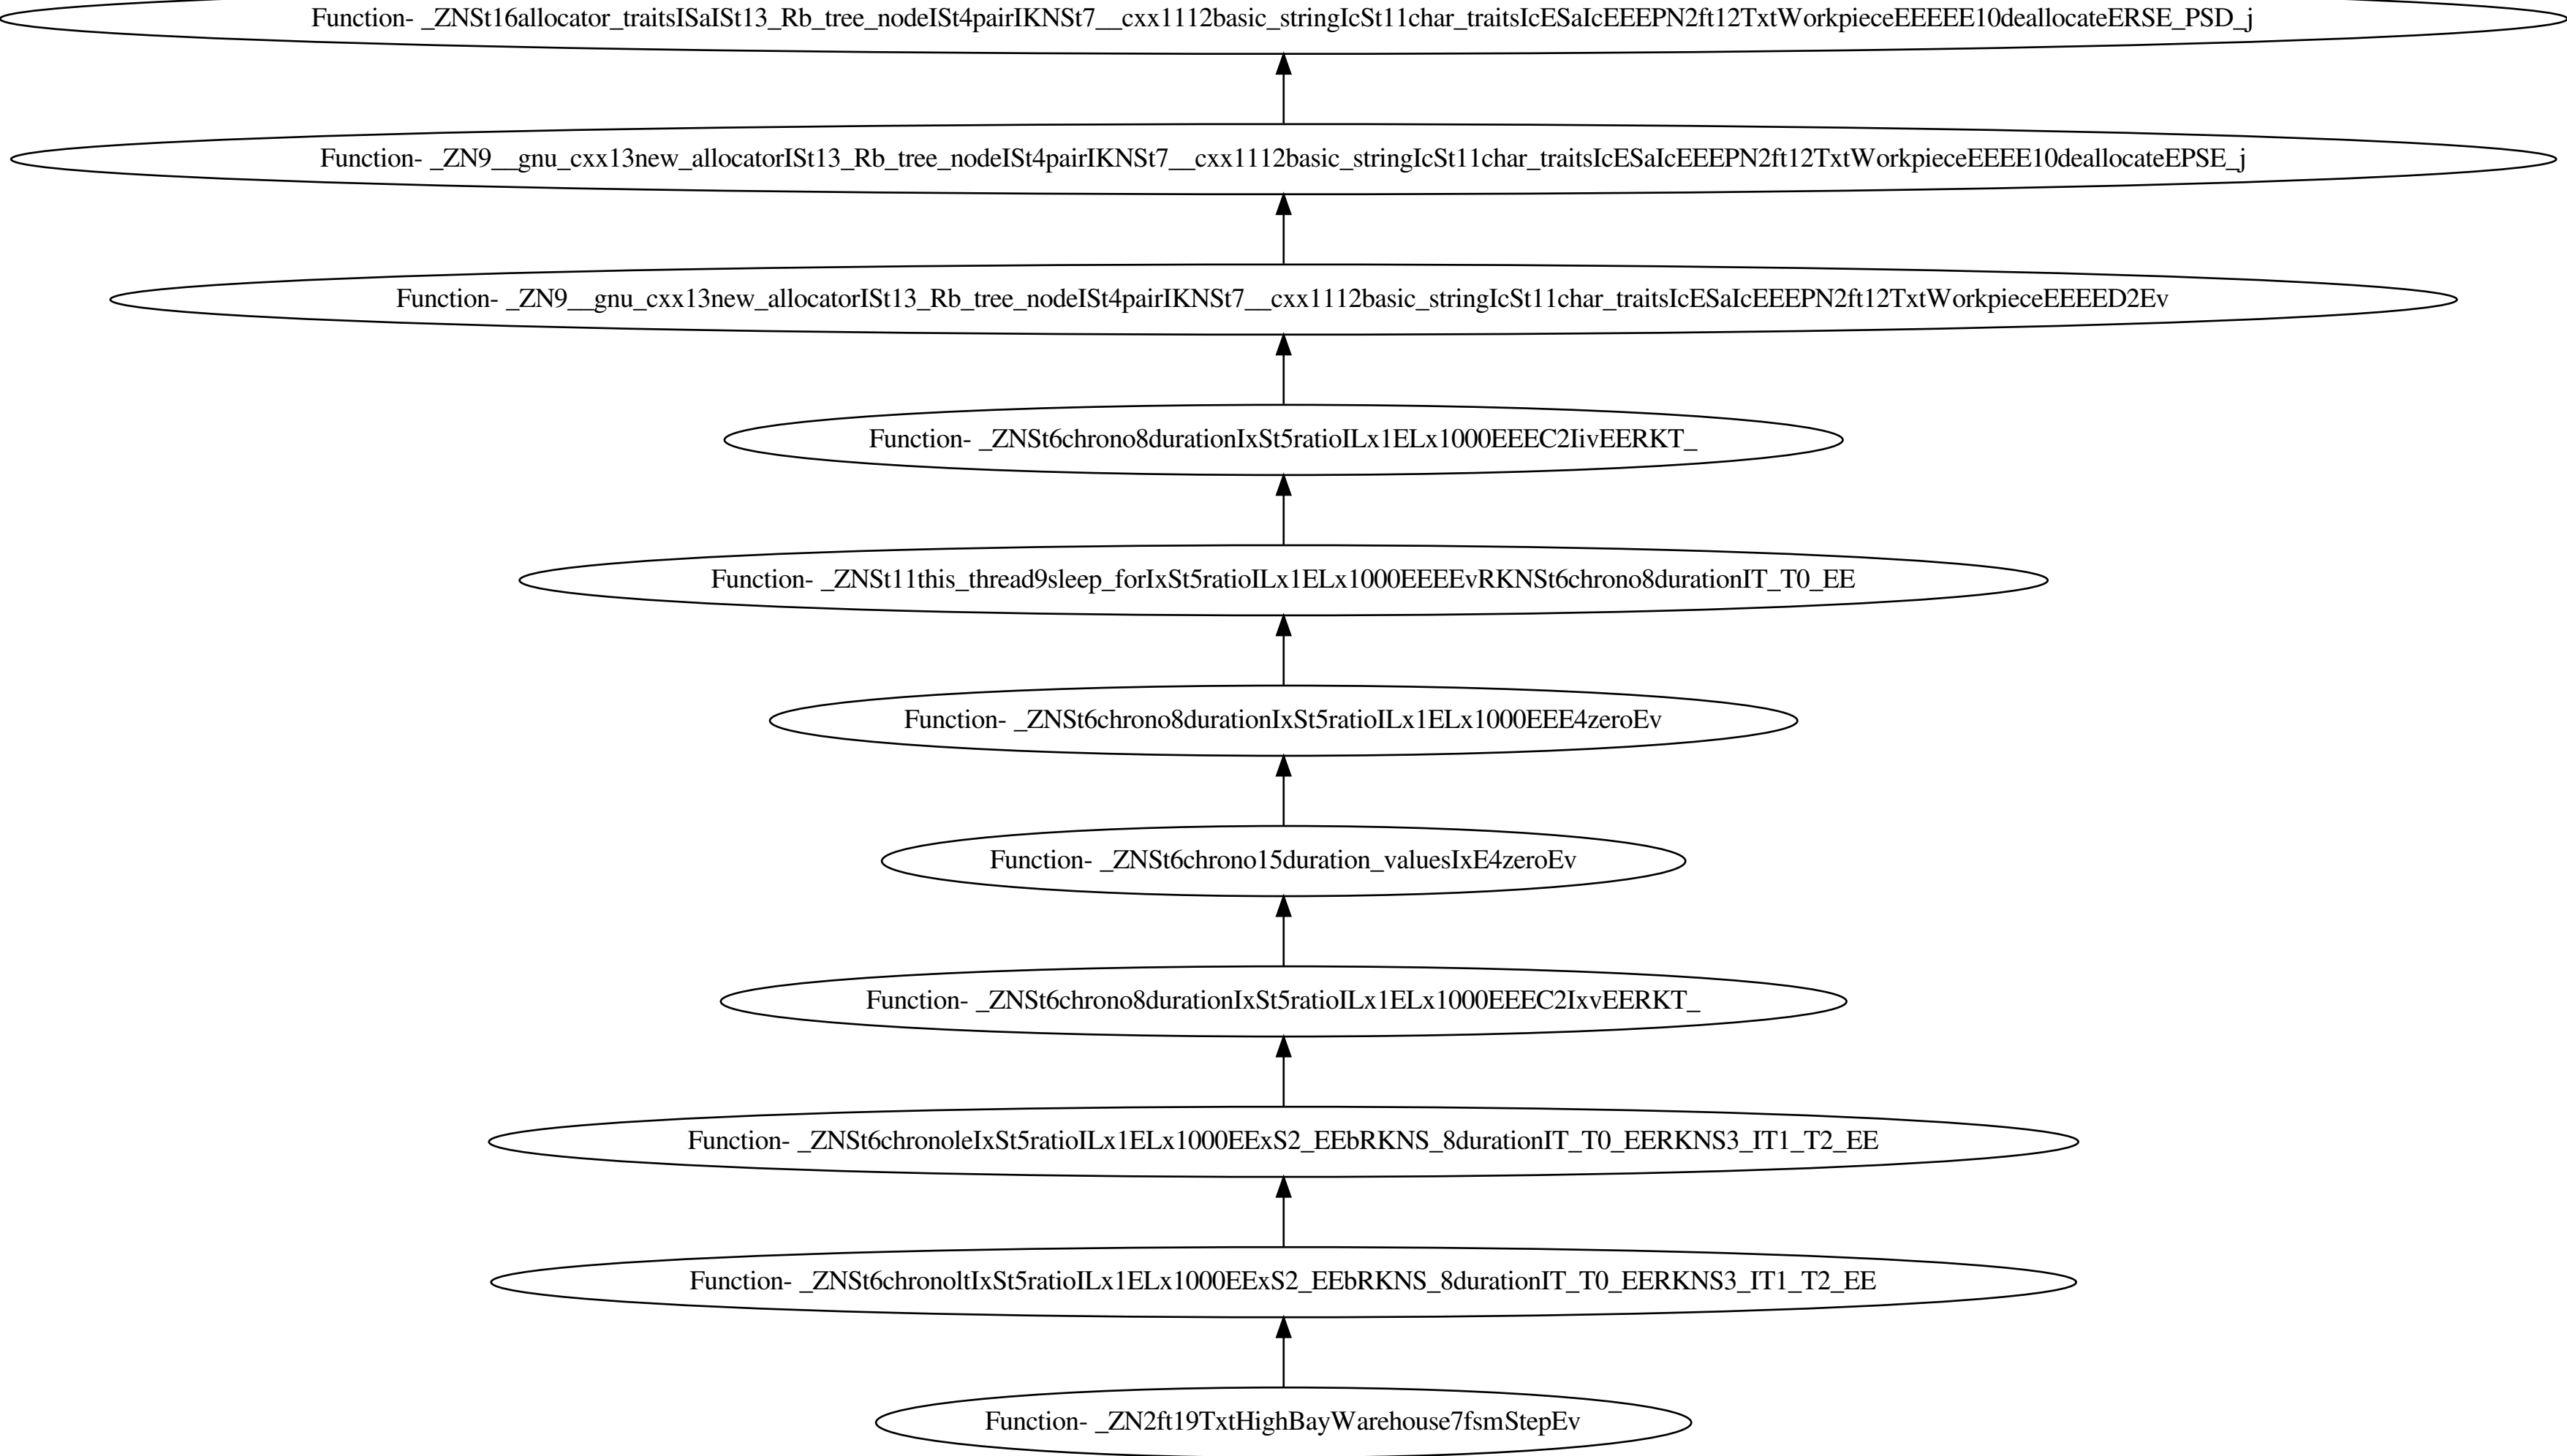 Function- _ZNSt16allocator_traitsISaISt13_Rb_tree_nodeISt4pairIKNSt7__cxx1112basic_stringIcSt11char_traitsIcESaIcEEEPN2ft12TxtWorkpieceEEEEE10deallocateERSE_PSD_j
Function- _ZN9__gnu_cxx13new_allocatorISt13_Rb_tree_nodeISt4pairIKNSt7__cxx1112basic_stringIcSt11char_traitsIcESaIcEEEPN2ft12TxtWorkpieceEEEE10deallocateEPSE_j
Function- _ZN9__gnu_cxx13new_allocatorISt13_Rb_tree_nodeISt4pairIKNSt7__cxx1112basic_stringIcSt11char_traitsIcESaIcEEEPN2ft12TxtWorkpieceEEEED2Ev
Function- _ZNSt6chrono8durationIxSt5ratioILx1ELx1000EEEC2IivEERKT_
Function- _ZNSt11this_thread9sleep_forIxSt5ratioILx1ELx1000EEEEvRKNSt6chrono8durationIT_T0_EE
Function- _ZNSt6chrono8durationIxSt5ratioILx1ELx1000EEE4zeroEv
Function- _ZNSt6chrono15duration_valuesIxE4zeroEv
Function- _ZNSt6chrono8durationIxSt5ratioILx1ELx1000EEEC2IxvEERKT_
Function- _ZNSt6chronoleIxSt5ratioILx1ELx1000EExS2_EEbRKNS_8durationIT_T0_EERKNS3_IT1_T2_EE
Function- _ZNSt6chronoltIxSt5ratioILx1ELx1000EExS2_EEbRKNS_8durationIT_T0_EERKNS3_IT1_T2_EE
Function- _ZN2ft19TxtHighBayWarehouse7fsmStepEv